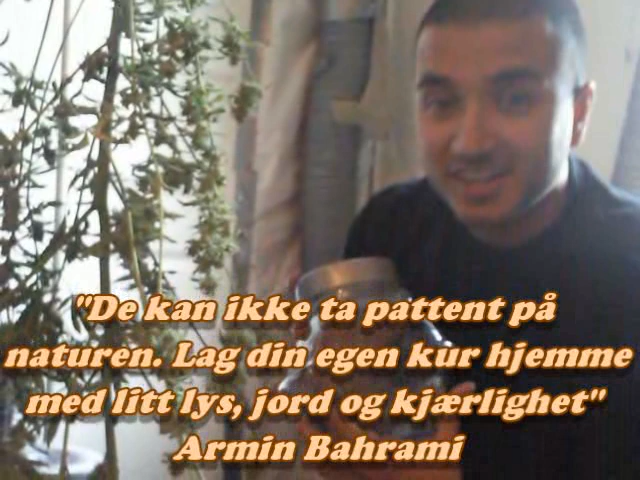 "De kan ikke ta pattent på
naturen. Lag din egen kur hjemme
med litt lys, jord og kjærlighet"
Armin Bahrami